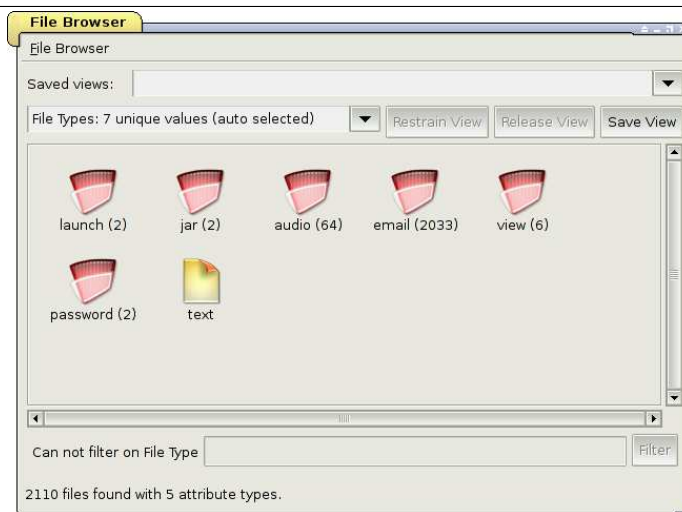 File Browser
File Browser
Saved views:
File Types: 7 unique values (auto selected)
Restrain View
Release View
Save View
launch (2)
jar (2)
audio (64)
email (2033)
view (6)
password (2)
text
Can not filter on File Type
Filter
2110 files found with 5 attribute types.